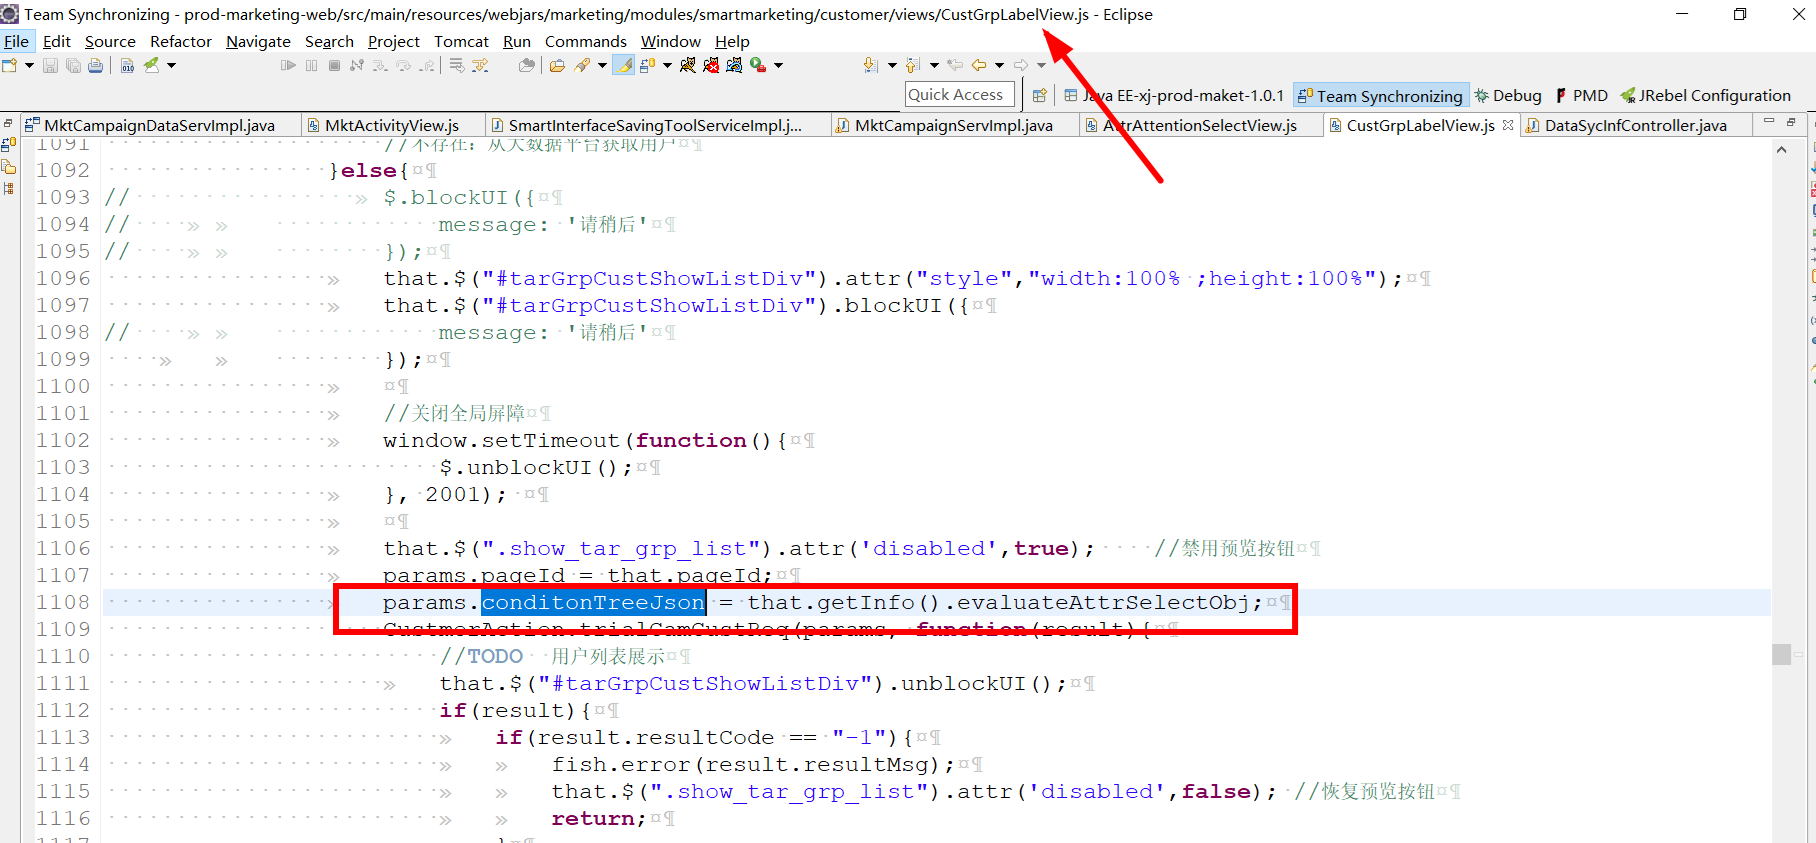 Team Synchronizing - prod-marketing-web/src/main/resources/webjars/marketing/modules/smartmarketing/customer/views/CustGrpLabelView.js - Eclipse
File Edit Source Refactor Navigate Search Project Tomcat Run Commands Window Help
Quick Access Java EE-xj-prod-maket-1.0.1 Team Synchronizing Debug PMD JRebel Configuration
MktCampaignDataServImpl.java MktActivityView.js SmartInterfaceSavingToolServiceImpl.j... MktCampaignServImpl.java AttrAttentionSelectView.js CustGrpLabelView.js DataSycInfController.java
1091 //不存在: 从大数据平台获取用户
1092 }else{
1093 // $.blockUI({
1094 // message: '请稍后'
1095 // });
1096 that.$("#tarGrpCustShowListDiv").attr("style","width:100% ;height:100%");
1097 that.$("#tarGrpCustShowListDiv").blockUI({
1098 // message: '请稍后'
1099 });
1100
1101 //关闭全局屏障
1102 window.setTimeout(function(){
1103 $.unblockUI();
1104 }, 2001);
1105
1106 that.$(".show_tar_grp_list").attr('disabled',true); //禁用预览按钮
1107 params.pageId = that.pageId;
1108 params.conditonTreeJson = that.getInfo().evaluateAttrSelectObj;
1109 CustmerAction.trialCamCustReq(params, function(result){
1110 //TODO 用户列表展示
1111 that.$("#tarGrpCustShowListDiv").unblockUI();
1112 if(result){
1113 if(result.resultCode == "-1"){
1114 fish.error(result.resultMsg);
1115 that.$(".show_tar_grp_list").attr('disabled',false); //恢复预览按钮
1116 return;
1117 }